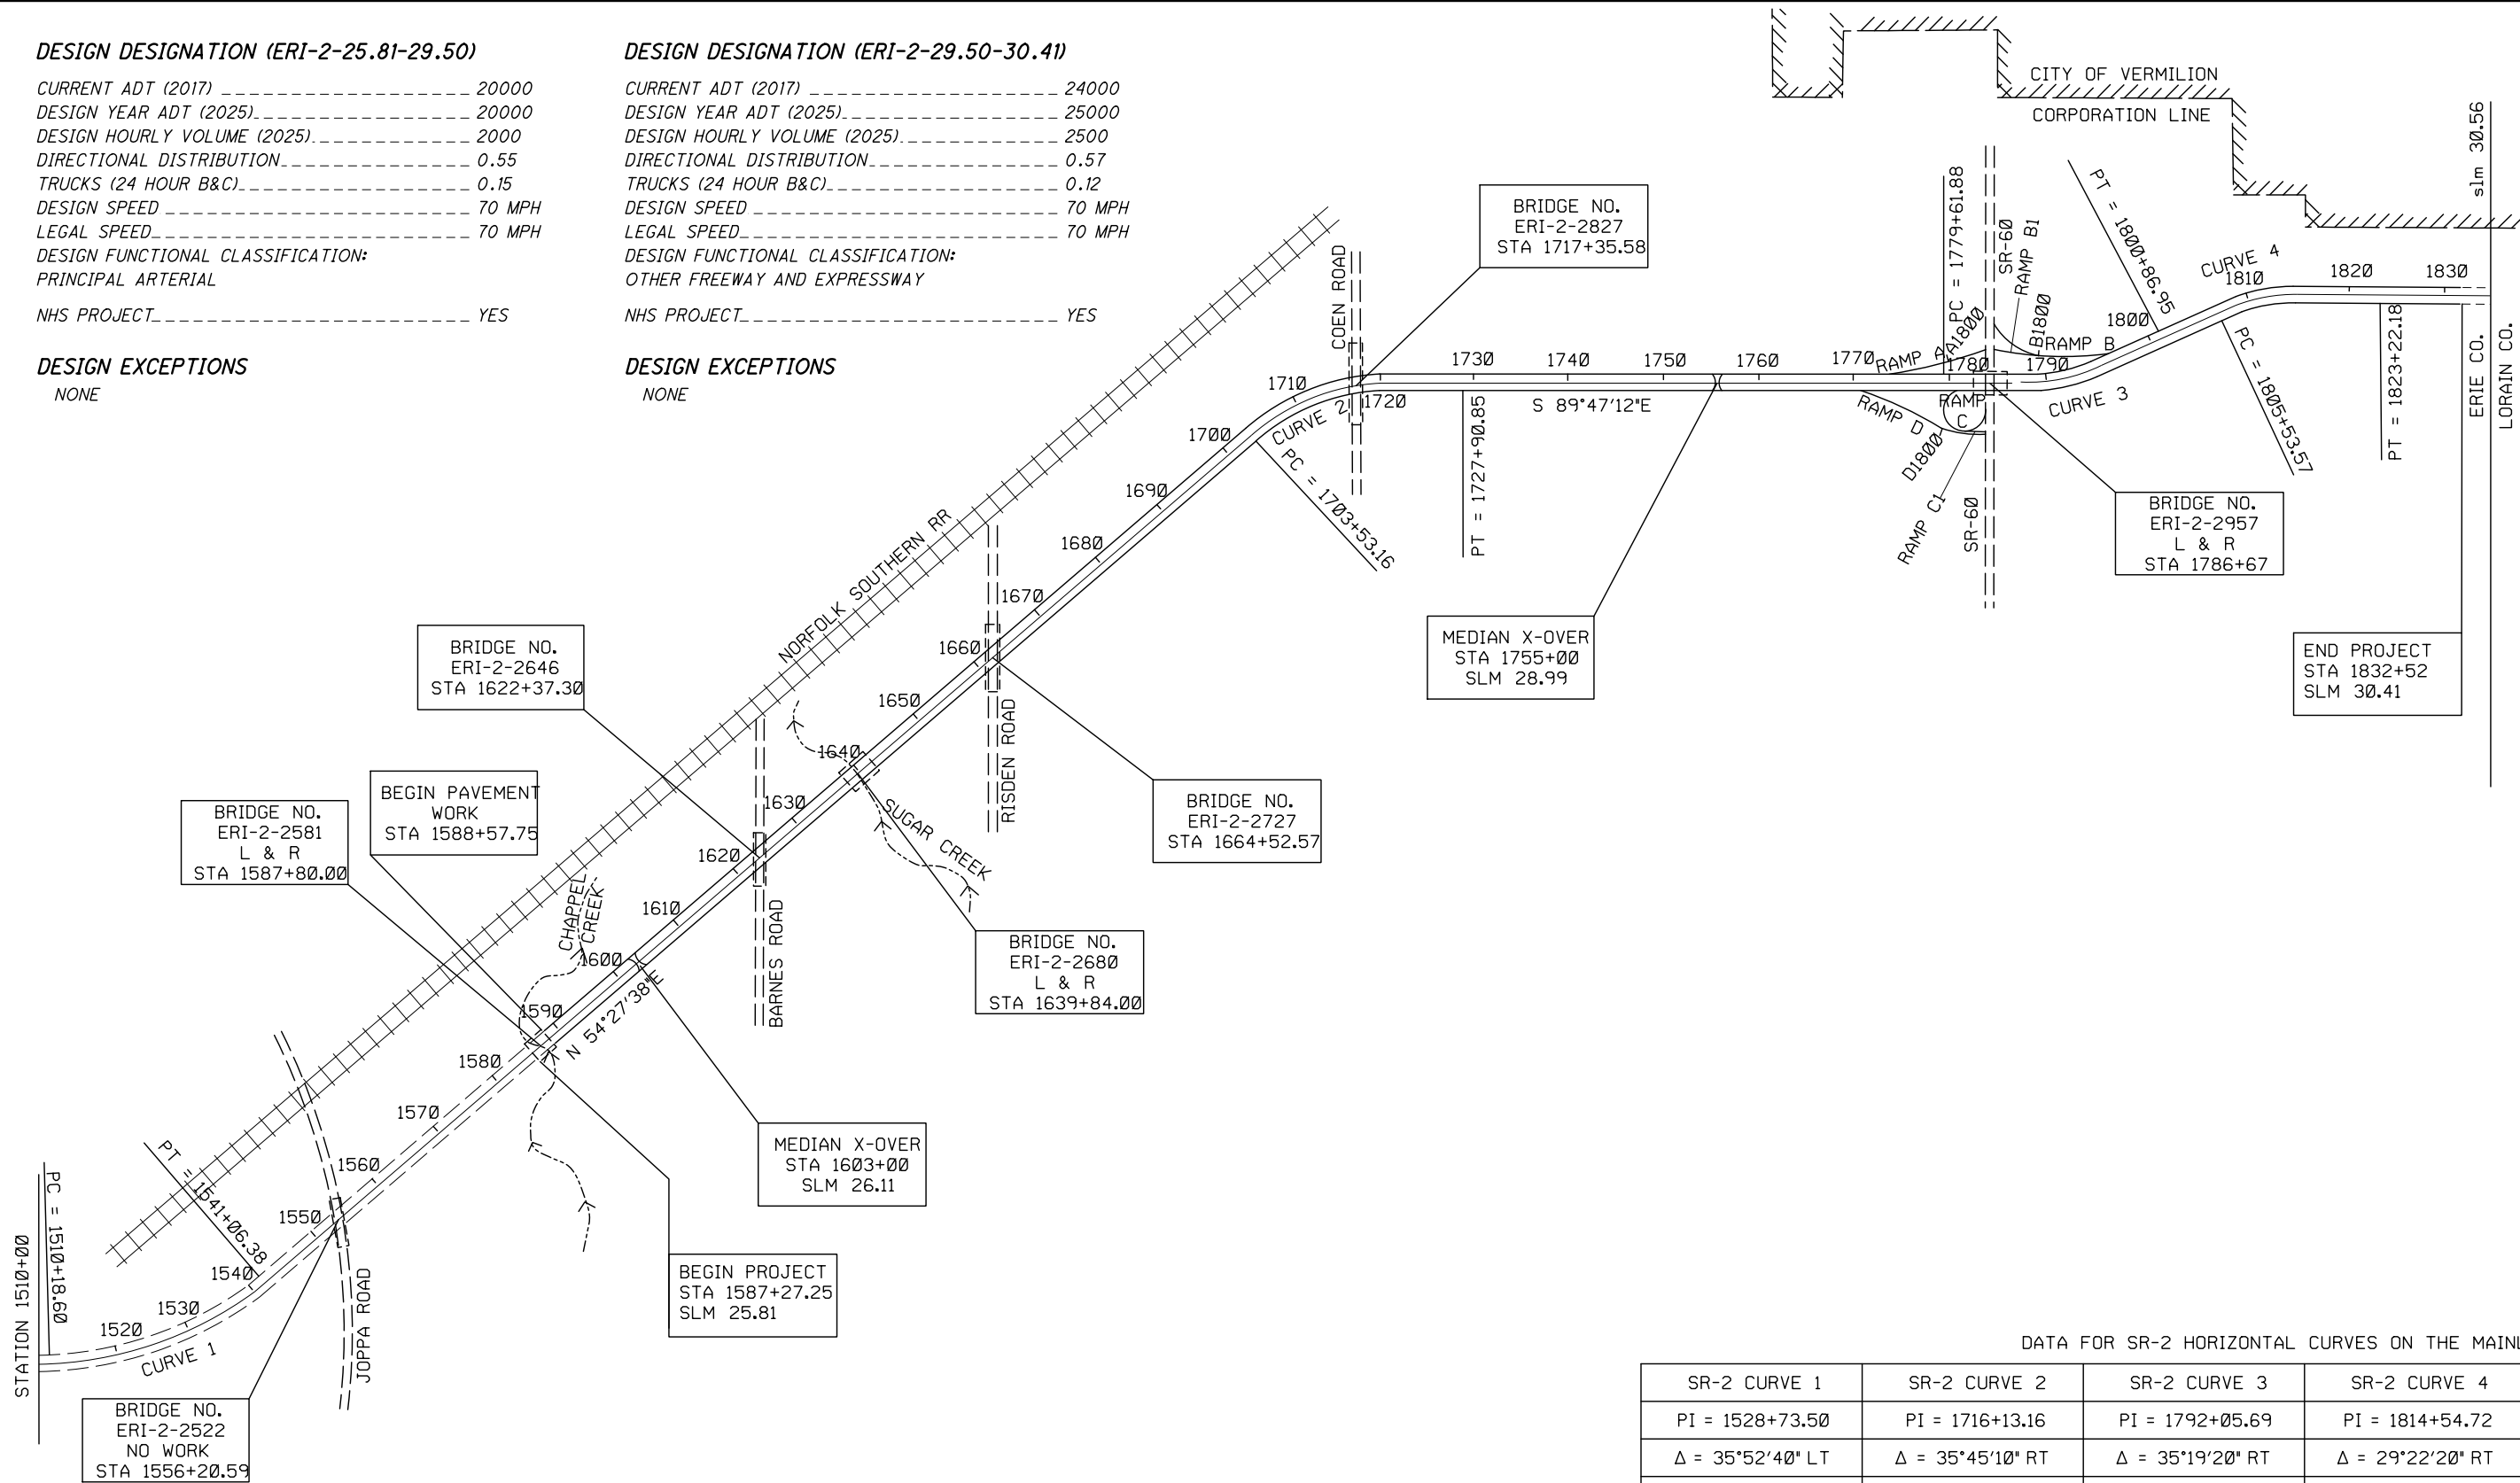 DESIGN DESIGNATION (ERI-2-25.81-29.50)
CURRENT ADT (2017) 20000
DESIGN YEAR ADT (2025) 20000
DESIGN HOURLY VOLUME (2025) 2000
DIRECTIONAL DISTRIBUTION 0.55
TRUCKS (24 HOUR B&C) 0.15
DESIGN SPEED 70 MPH
LEGAL SPEED 70 MPH
DESIGN FUNCTIONAL CLASSIFICATION:
PRINCIPAL ARTERIAL
NHS PROJECT YES
DESIGN EXCEPTIONS
NONE
DESIGN DESIGNATION (ERI-2-29.50-30.41)
CURRENT ADT (2017) 24000
DESIGN YEAR ADT (2025) 25000
DESIGN HOURLY VOLUME (2025) 2500
DIRECTIONAL DISTRIBUTION 0.57
TRUCKS (24 HOUR B&C) 0.12
DESIGN SPEED 70 MPH
LEGAL SPEED 70 MPH
DESIGN FUNCTIONAL CLASSIFICATION:
OTHER FREEWAY AND EXPRESSWAY
NHS PROJECT YES
DESIGN EXCEPTIONS
NONE
CITY OF VERMILION
CORPORATION LINE
slm 30.56
ERIE CO.
LORAIN CO.
BRIDGE NO.
ERI-2-2827
STA 1717+35.58
COEN ROAD
PC = 1779+61.88
SR-60
RAMP B1
B1800
PT = 1800+86.95
CURVE 4
1810
1820
1830
1800
RAMP B
RAMP A
A1800
1730
1740
1750
1760
1770
1780
1790
1710
1720
CURVE 2
S 89°47'12"E
RAMP D
RAMP
C
CURVE 3
PC = 1805+53.57
PT = 1823+22.18
D1800
RAMP C1
SR-60
PT = 1727+90.85
PC = 1703+53.16
1700
1690
1680
1670
1660
1650
1640
1630
1620
1610
1600
1590
1580
1570
1560
1550
1540
1530
1520
BRIDGE NO.
ERI-2-2957
L & R
STA 1786+67
NORFOLK SOUTHERN RR
MEDIAN X-OVER
STA 1755+00
SLM 28.99
END PROJECT
STA 1832+52
SLM 30.41
BRIDGE NO.
ERI-2-2646
STA 1622+37.30
RISDEN ROAD
BRIDGE NO.
ERI-2-2727
STA 1664+52.57
BEGIN PAVEMENT
WORK
STA 1588+57.75
BRIDGE NO.
ERI-2-2581
L & R
STA 1587+80.00
SUGAR CREEK
CHAPPEL
CREEK
BARNES ROAD
BRIDGE NO.
ERI-2-2680
L & R
STA 1639+84.00
N 54°27'38"E
MEDIAN X-OVER
STA 1603+00
SLM 26.11
BEGIN PROJECT
STA 1587+27.25
SLM 25.81
PT = 1541+06.38
PC = 1510+18.60
STATION 1510+00
CURVE 1
JOPPA ROAD
BRIDGE NO.
ERI-2-2522
NO WORK
STA 1556+20.59
DATA FOR SR-2 HORIZONTAL CURVES ON THE MAINL
SR-2 CURVE 1 SR-2 CURVE 2 SR-2 CURVE 3 SR-2 CURVE 4
PI = 1528+73.50 PI = 1716+13.16 PI = 1792+05.69 PI = 1814+54.72
Δ = 35°52'40" LT Δ = 35°45'10" RT Δ = 35°19'20" RT Δ = 29°22'20" RT